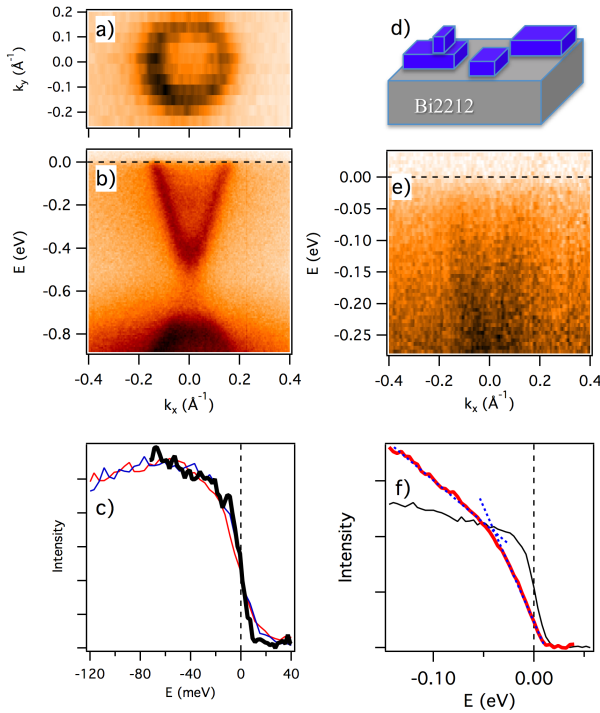 a)
0.2
0.1
0.0
-0.1
-0.2
k_y (Å⁻¹)
b)
0.0
-0.2
-0.4
-0.6
-0.8
E (eV)
-0.4 -0.2 0.0 0.2 0.4
k_x (Å⁻¹)
c)
Intensity
-120 -80 -40 0 40
E (meV)
d)
Bi2212
e)
0.00
-0.05
-0.10
-0.15
-0.20
-0.25
E (eV)
-0.4 -0.2 0.0 0.2 0.4
k_x (Å⁻¹)
f)
Intensity
-0.10 0.00
E (eV)